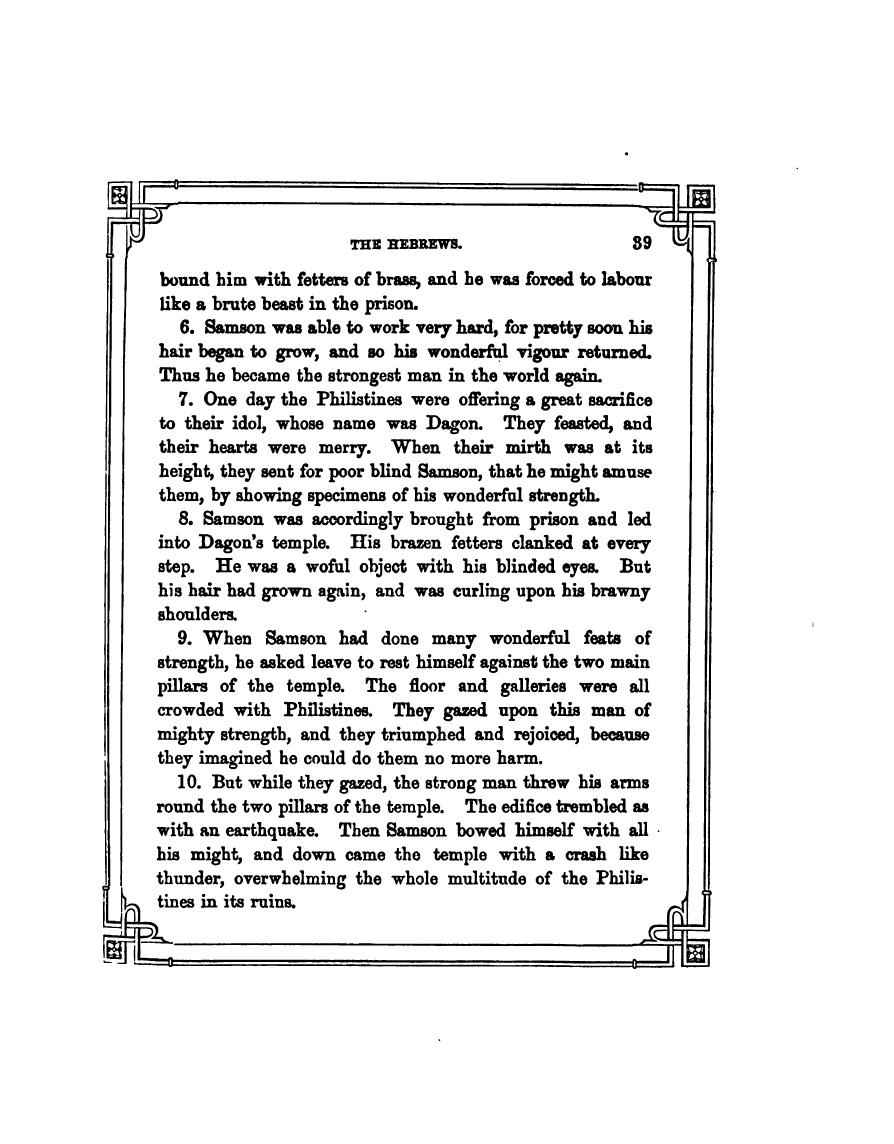 THE HEBREWS. 39
bound him with fetters of brass, and he was forced to labour
like a brute beast in the prison.
6. Samson was able to work very hard, for pretty soon his
hair began to grow, and so his wonderful vigour returned.
Thus he became the strongest man in the world again.
7. One day the Philistines were offering a great sacrifice
to their idol, whose name was Dagon. They feasted, and
their hearts were merry. When their mirth was at its
height, they sent for poor blind Samson, that he might amuse
them, by showing specimens of his wonderful strength.
8. Samson was accordingly brought from prison and led
into Dagon's temple. His brazen fetters clanked at every
step. He was a woful object with his blinded eyes. But
his hair had grown again, and was curling upon his brawny
shoulders.
9. When Samson had done many wonderful feats of
strength, he asked leave to rest himself against the two main
pillars of the temple. The floor and galleries were all
crowded with Philistines. They gazed upon this man of
mighty strength, and they triumphed and rejoiced, because
they imagined he could do them no more harm.
10. But while they gazed, the strong man threw his arms
round the two pillars of the temple. The edifice trembled as
with an earthquake. Then Samson bowed himself with all
his might, and down came the temple with a crash like
thunder, overwhelming the whole multitude of the Philis-
tines in its ruins.